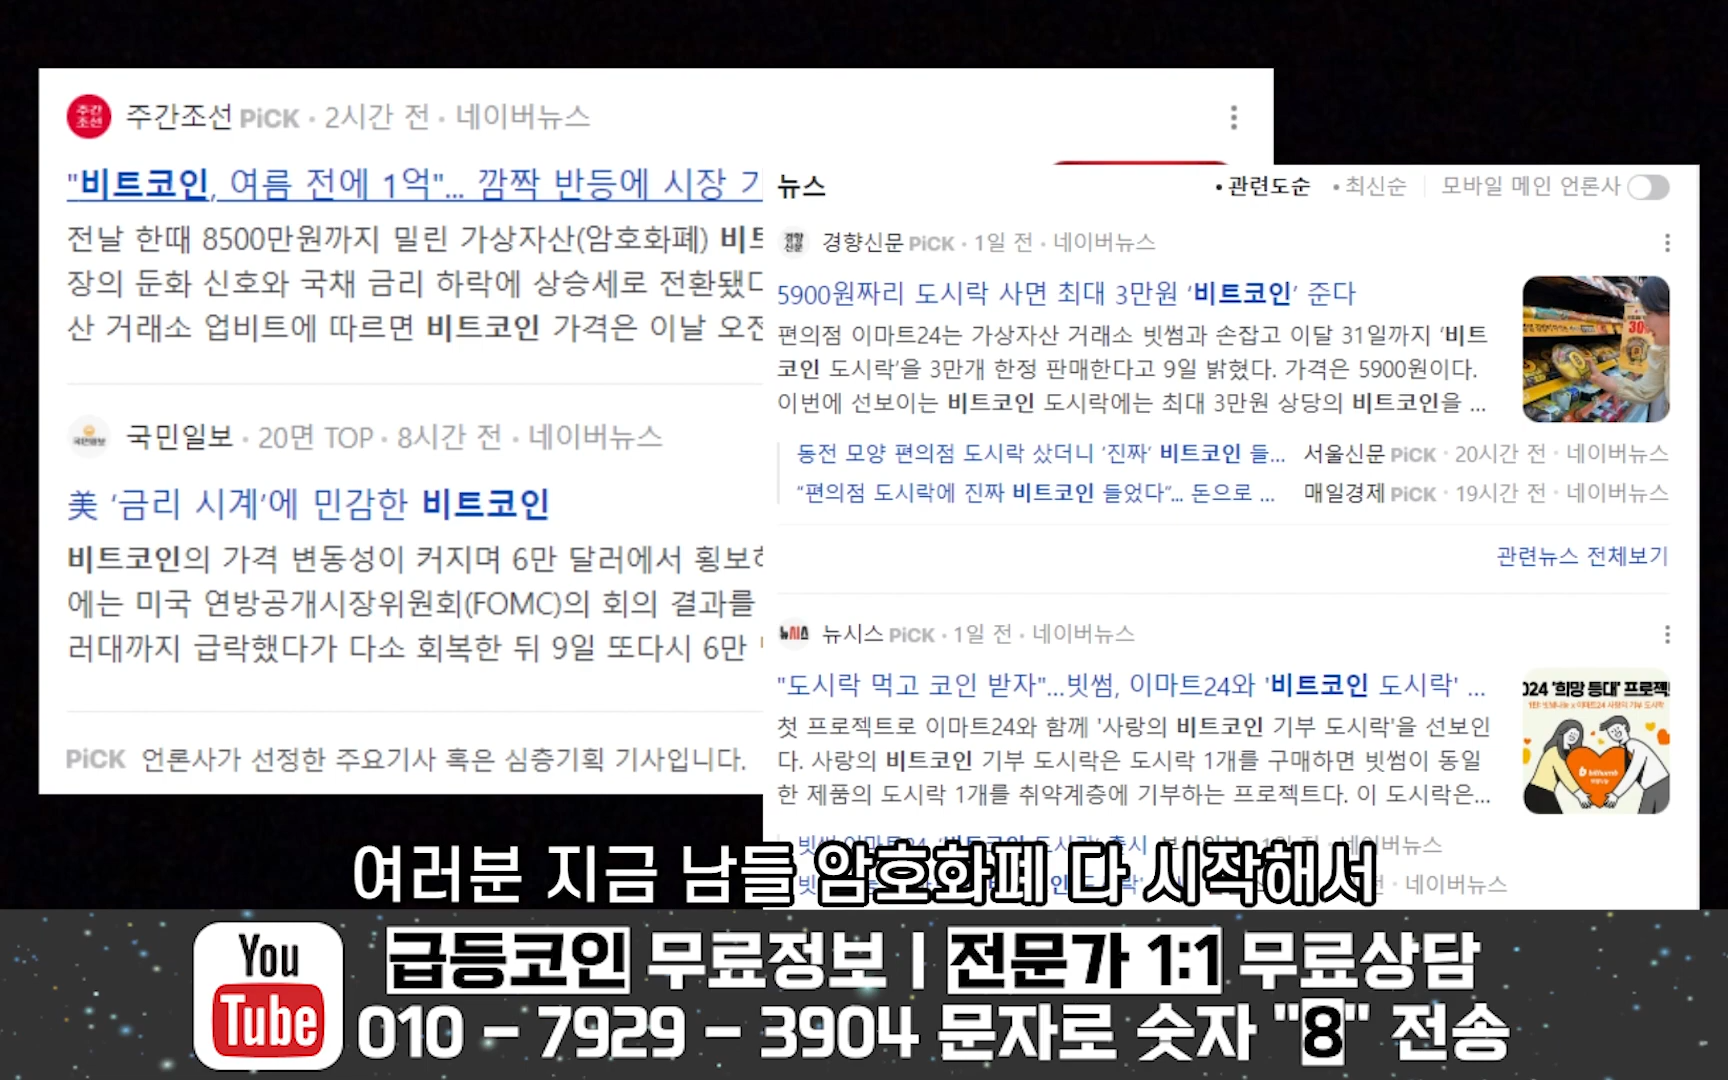 주간조선 PiCK · 2시간 전 · 네이버뉴스
"비트코인, 여름 전에 1억"... 깜짝 반등에 시장
전날 한때 8500만원까지 밀린 가상자산(암호화폐)
장의 둔화 신호와 국채 금리 하락에 상승세로 전환됐다
산 거래소 업비트에 따르면 비트코인 가격은 이날 오전
국민일보 · 20면 TOP · 8시간 전 · 네이버뉴스
美 ‘금리 시계’에 민감한 비트코인
비트코인의 가격 변동성이 커지며 6만 달러에서
에는 미국 연방공개시장위원회(FOMC)의 회의 결과를
러대까지 급락했다가 다소 회복한 뒤 9일 또다시 6만
PiCK 언론사가 선정한 주요기사 혹은 심층기획 기사입니다.
뉴스
• 관련도순 • 최신순 모바일 메인 언론사
경향신문 PiCK · 1일 전 · 네이버뉴스
5900원짜리 도시락 사면 최대 3만원 ‘비트코인’ 준다
편의점 이마트24는 가상자산 거래소 빗썸과 손잡고 이달 31일까지 ‘비트
코인 도시락’을 3만개 한정 판매한다고 9일 밝혔다. 가격은 5900원이다.
이번에 선보이는 비트코인 도시락에는 최대 3만원 상당의 비트코인을 ...
동전 모양 편의점 도시락 샀더니 ‘진짜’ 비트코인 들... 서울신문 PiCK · 20시간 전 · 네이버뉴스
“편의점 도시락에 진짜 비트코인 들었다”... 돈으로 ... 매일경제 PiCK · 19시간 전 · 네이버뉴스
관련뉴스 전체보기
뉴시스 PiCK · 1일 전 · 네이버뉴스
"도시락 먹고 코인 받자"...빗썸, 이마트24와 '비트코인 도시락' ...
첫 프로젝트로 이마트24와 함께 '사랑의 비트코인 기부 도시락'을 선보인
다. 사랑의 비트코인 기부 도시락은 도시락 1개를 구매하면 빗썸이 동일
한 제품의 도시락 1개를 취약계층에 기부하는 프로젝트다. 이 도시락은...
024 '희망 등대' 프로젝
네이버뉴스
여러분 지금 남들 암호화폐 다 시작해서
You Tube
급등코인 무료정보 | 전문가 1:1 무료상담
010 - 7929 - 3904 문자로 숫자 "8" 전송